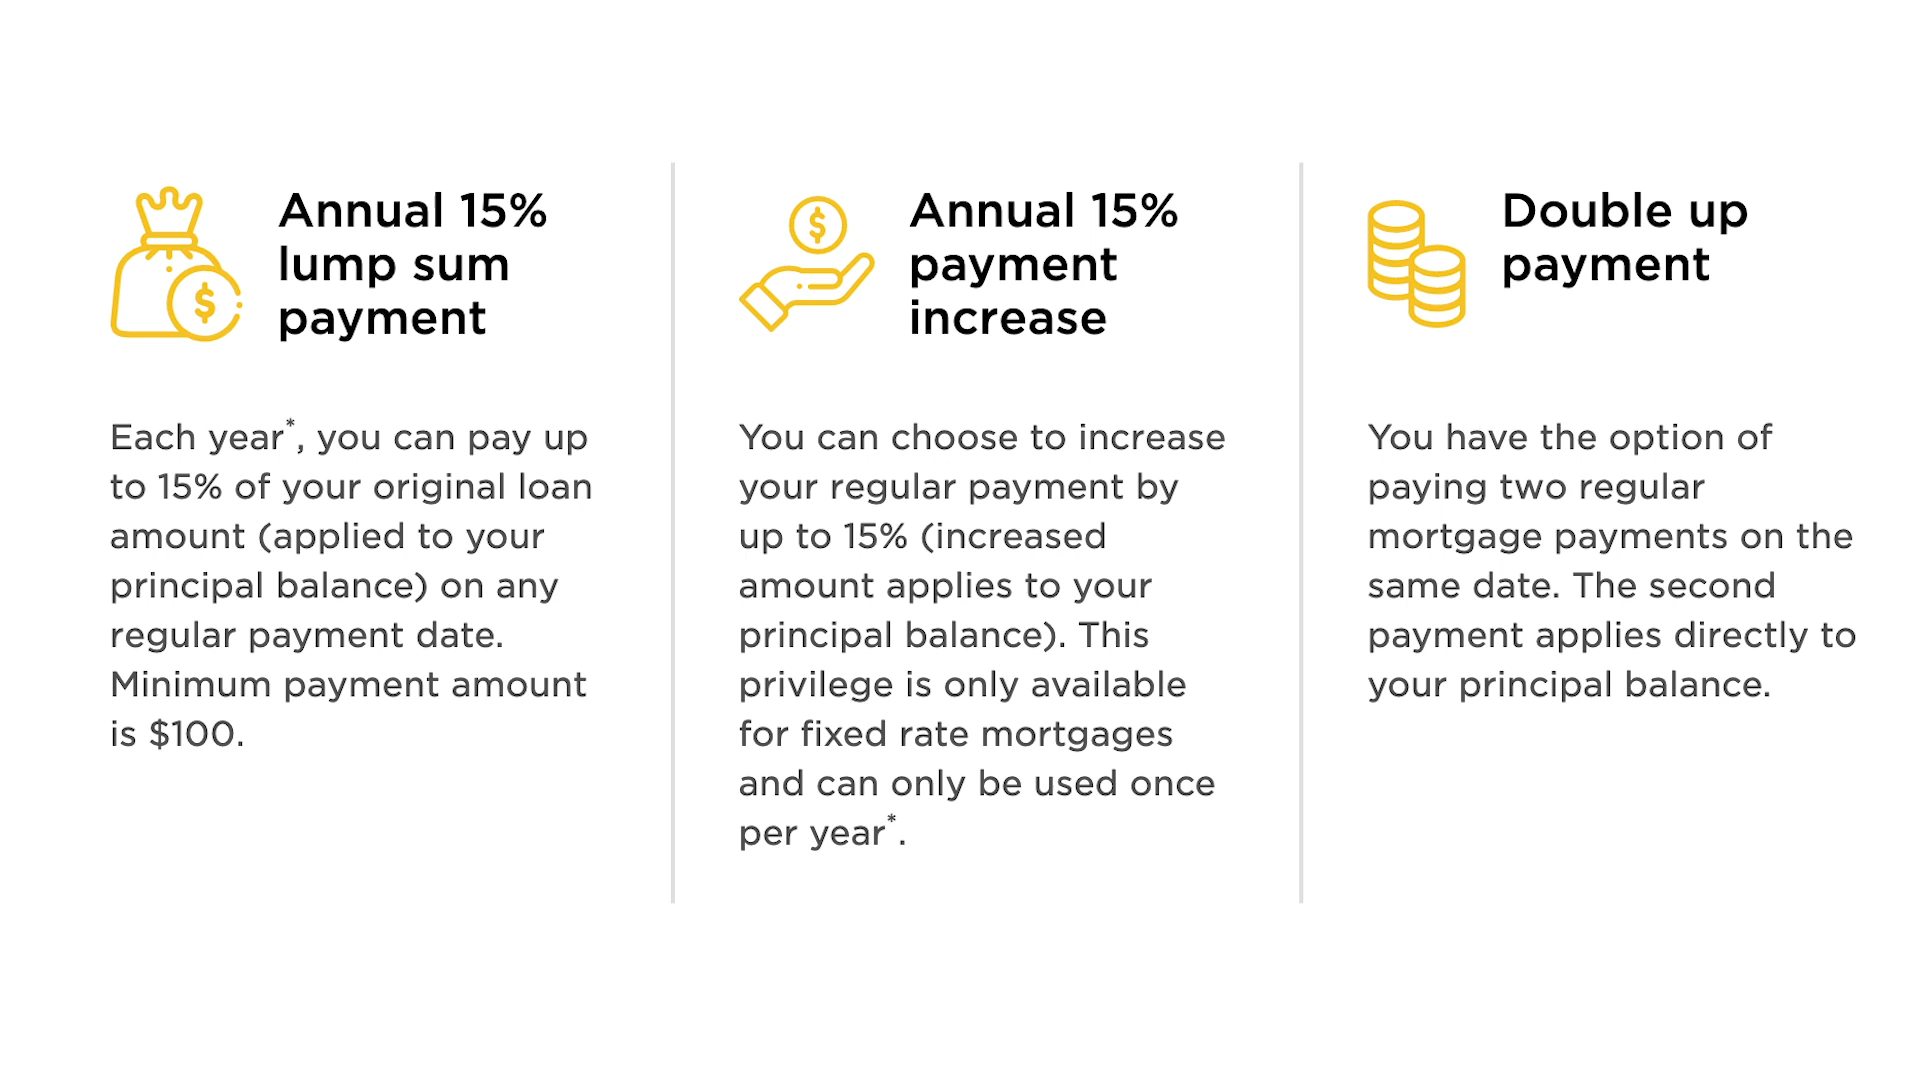 Annual 15%
lump sum
payment
Each year*, you can pay up
to 15% of your original loan
amount (applied to your
principal balance) on any
regular payment date.
Minimum payment amount
is $100.
Annual 15%
payment
increase
You can choose to increase
your regular payment by
up to 15% (increased
amount applies to your
principal balance). This
privilege is only available
for fixed rate mortgages
and can only be used once
per year*.
Double up
payment
You have the option of
paying two regular
mortgage payments on the
same date. The second
payment applies directly to
your principal balance.
$
$